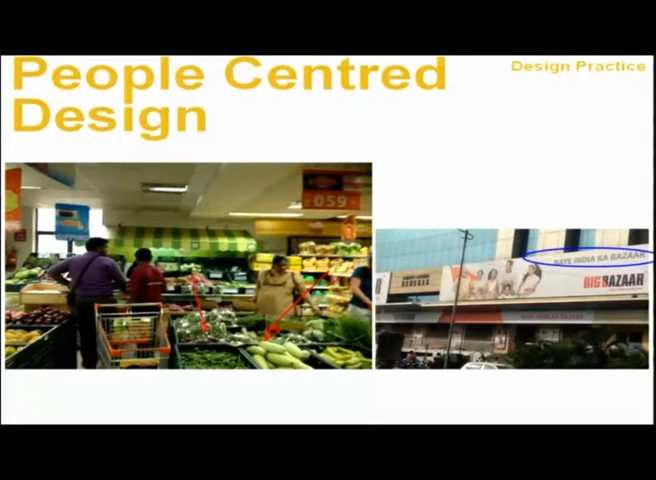 People Centred
Design
Design Practice
059
NAYE INDIA KA BAZAAR
BIG BAZAAR